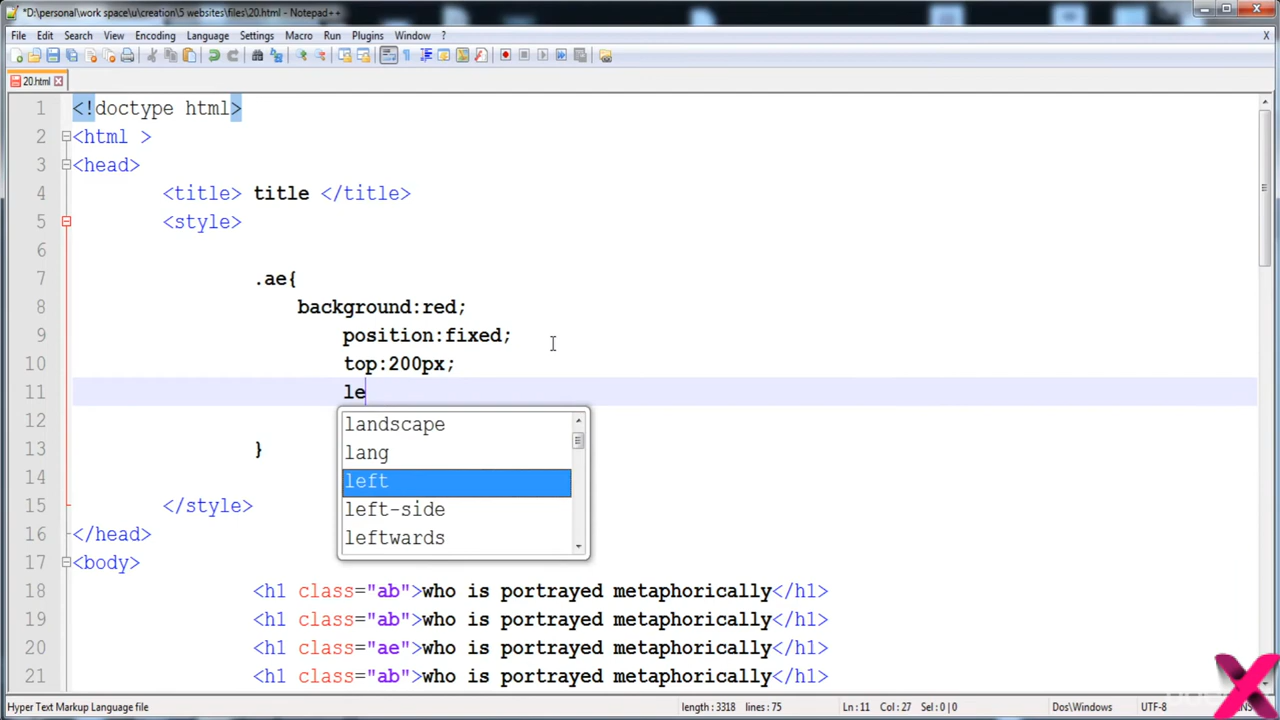 *D:\personal\work space\u\creation\5 websites\files\20.html - Notepad++
File Edit Search View Encoding Language Settings Macro Run Plugins Window ? X
20.html
1 <!doctype html>
2 <html >
3 <head>
4 <title> title </title>
5 <style>
6
7 .ae{
8 background:red;
9 position:fixed;
10 top:200px;
11 le
12
13 }
14
15 </style>
16 </head>
17 <body>
18 <h1 class="ab">who is portrayed metaphorically</h1>
19 <h1 class="ab">who is portrayed metaphorically</h1>
20 <h1 class="ae">who is portrayed metaphorically</h1>
21 <h1 class="ab">who is portrayed metaphorically</h1>
landscape
lang
left
left-side
leftwards
Hyper Text Markup Language file length : 3318 lines : 75 Ln : 11 Col : 27 Sel : 0 | 0 Dos\Windows UTF-8